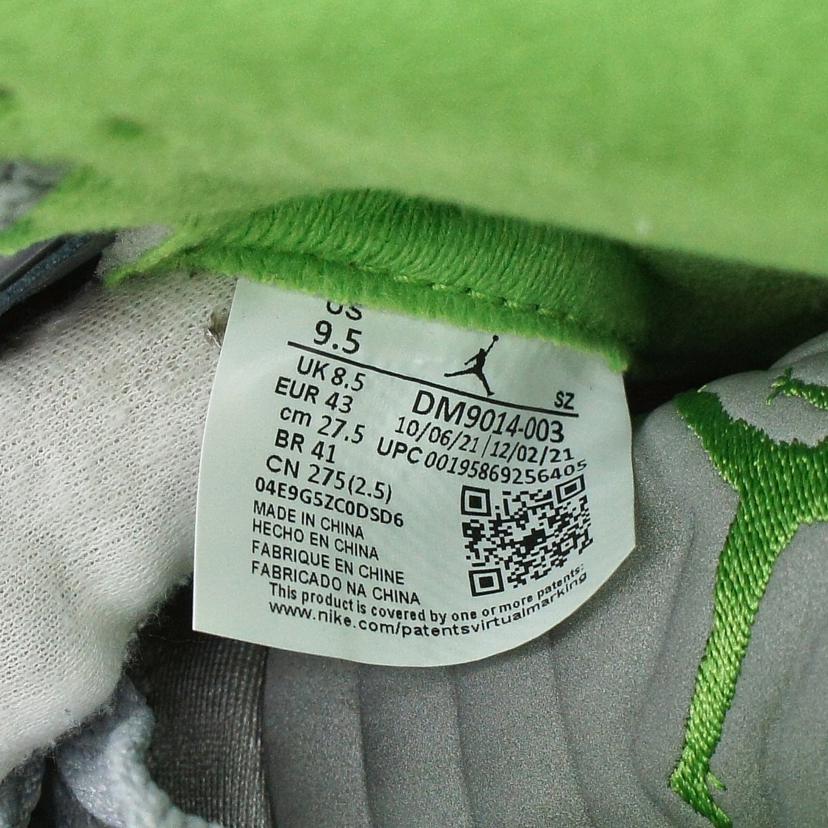 US
9.5
SZ
UK 8.5
EUR 43
cm 27.5
BR 41
CN 275(2.5)
04E9G5ZC0DSD6
DM9014-003
10/06/21/12/02/21
UPC 00195869256405
MADE IN CHINA
HECHO EN CHINA
FABRIQUE EN CHINE
FABRICADO NA CHINA
This product is covered by one or more patents:
www.nike.com/patentsvirtualmarking